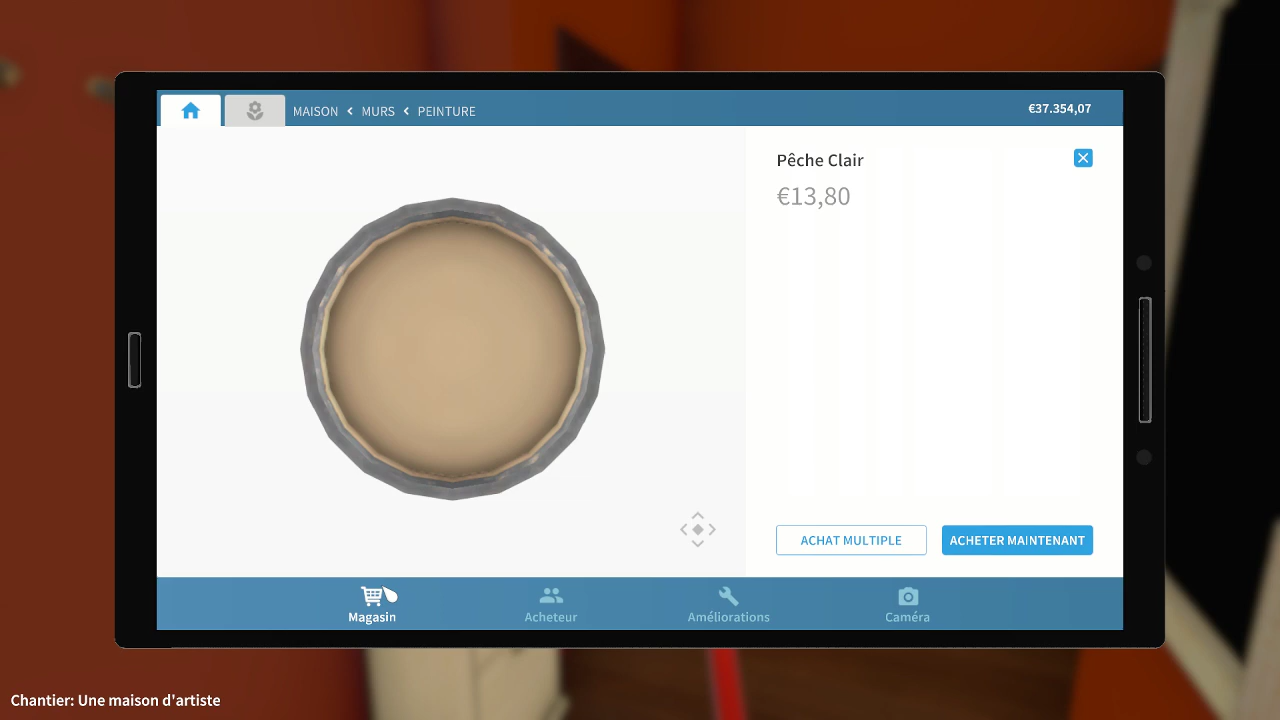 MAISON < MURS < PEINTURE
€37.354,07
Pêche Clair
€13,80
ACHAT MULTIPLE
ACHETER MAINTENANT
Magasin
Acheteur
Améliorations
Caméra
Chantier: Une maison d'artiste